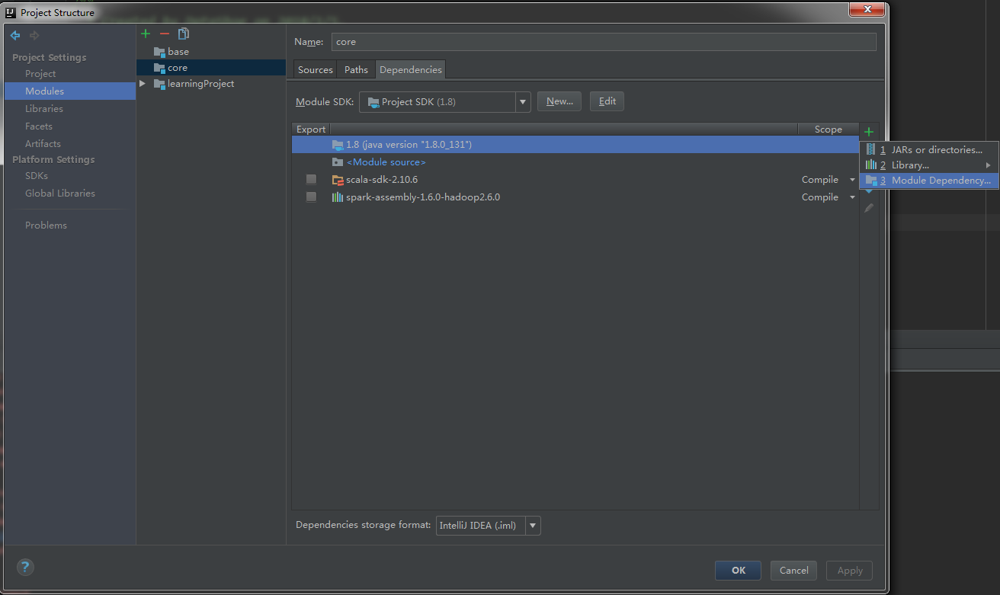 Project Structure
Project Settings
Project
Modules
Libraries
Facets
Artifacts
Platform Settings
SDKs
Global Libraries
Problems
base
core
learningProject
Name: core
Sources Paths Dependencies
Module SDK: Project SDK (1.8) New... Edit
Export Scope
1.8 (java version "1.8.0_131")
<Module source>
scala-sdk-2.10.6 Compile
spark-assembly-1.6.0-hadoop2.6.0 Compile
1 JARs or directories...
2 Library...
3 Module Dependency...
Dependencies storage format: IntelliJ IDEA (.iml)
? OK Cancel Apply